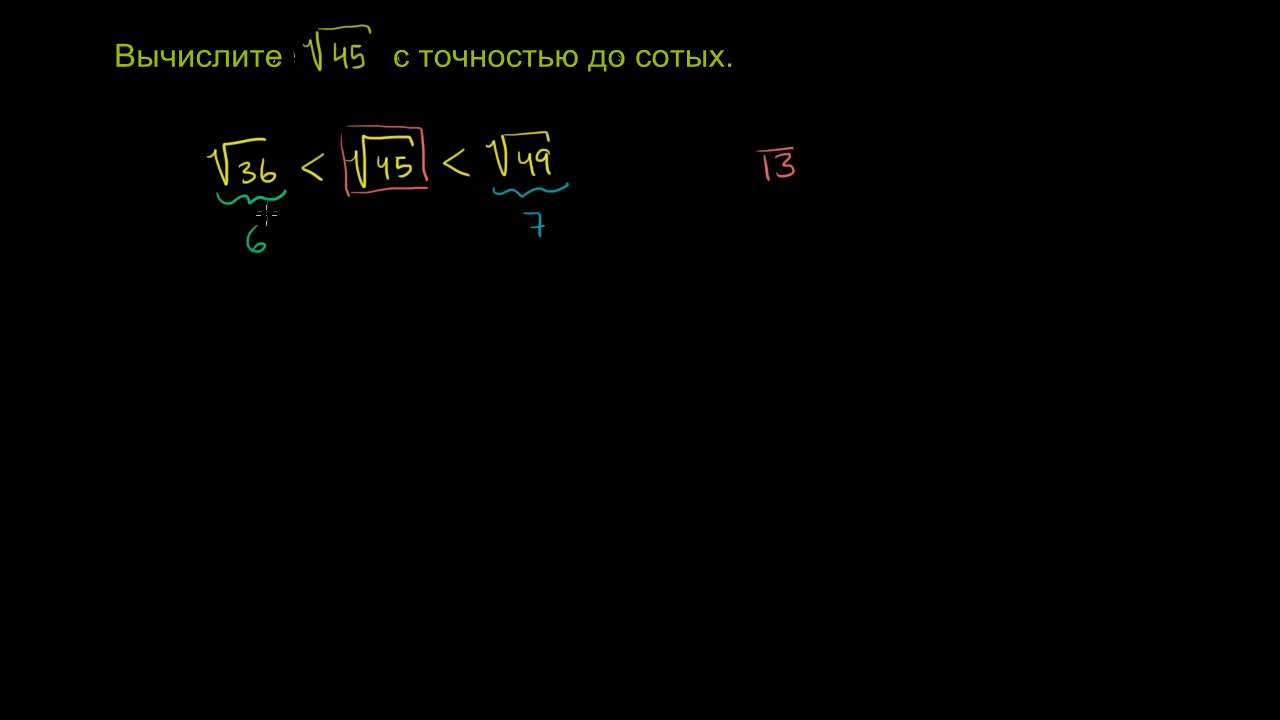 Вычислите √45 с точностью до сотых.
√36 < √45 < √49 13
6 7